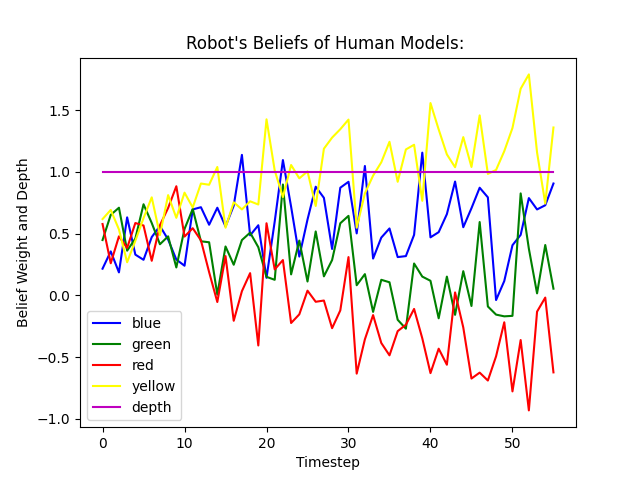 Robot's Beliefs of Human Models:
Belief Weight and Depth
1.5
1.0
0.5
0.0
−0.5
−1.0
blue
green
red
yellow
depth
0 10 20 30 40 50
Timestep